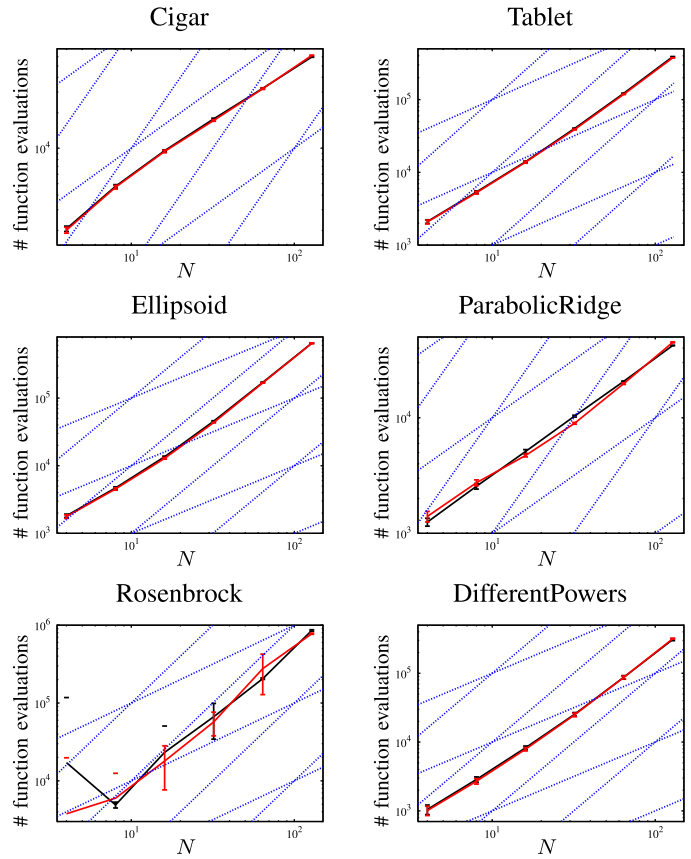 Cigar
# function evaluations
10^4
10^1
10^2
N
Tablet
# function evaluations
10^5
10^4
10^3
10^1
10^2
N
Ellipsoid
# function evaluations
10^5
10^4
10^3
10^1
10^2
N
ParabolicRidge
# function evaluations
10^4
10^3
10^1
10^2
N
Rosenbrock
# function evaluations
10^6
10^5
10^4
10^1
10^2
N
DifferentPowers
# function evaluations
10^5
10^4
10^3
10^1
10^2
N